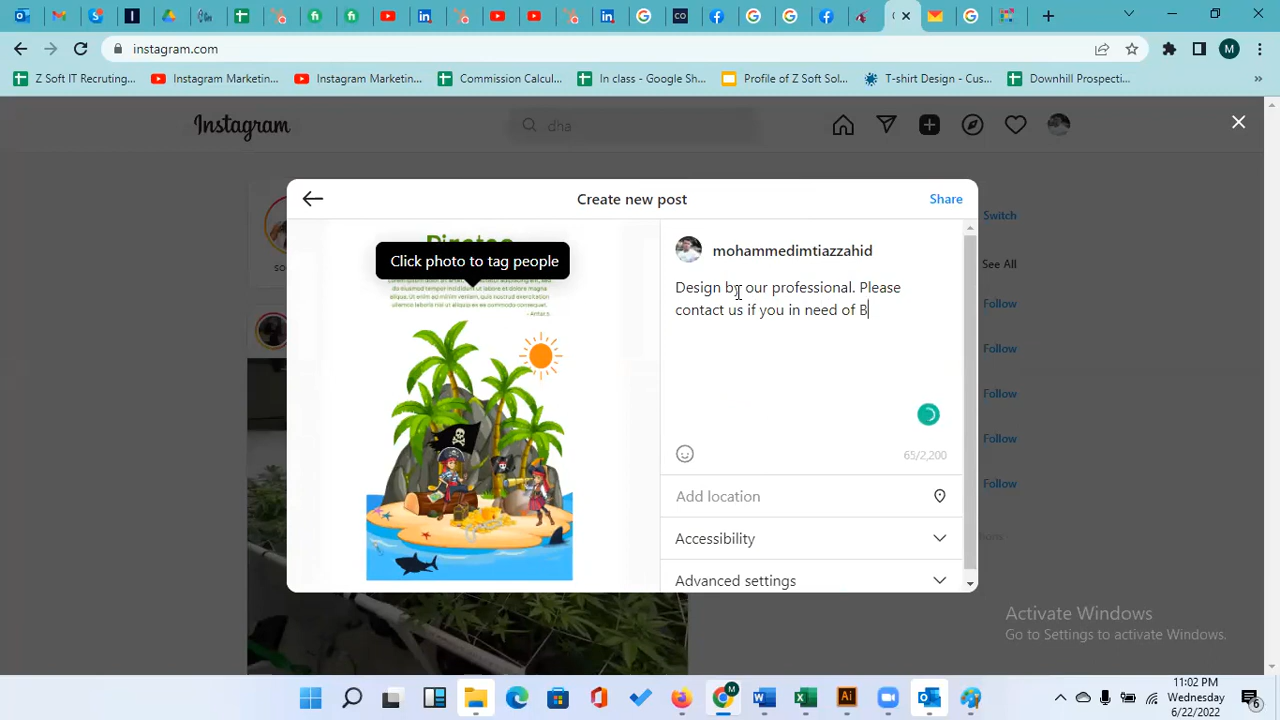 instagram.com
Z Soft IT Recruting...
Instagram Marketin...
Instagram Marketin...
Commission Calcul...
In class - Google Sh...
Profile of Z Soft Sol...
T-shirt Design - Cus...
Downhill Prospecti...
»
Instagram
dha
Create new post
Share
Switch
Click photo to tag people
mohammedimtiazzahid
Design by our professional. Please
contact us if you in need of B
See All
Follow
Follow
Follow
Follow
Follow
65/2,200
Add location
Accessibility
Advanced settings
Activate Windows
Go to Settings to activate Windows.
11:02 PM
Wednesday
6/22/2022
6